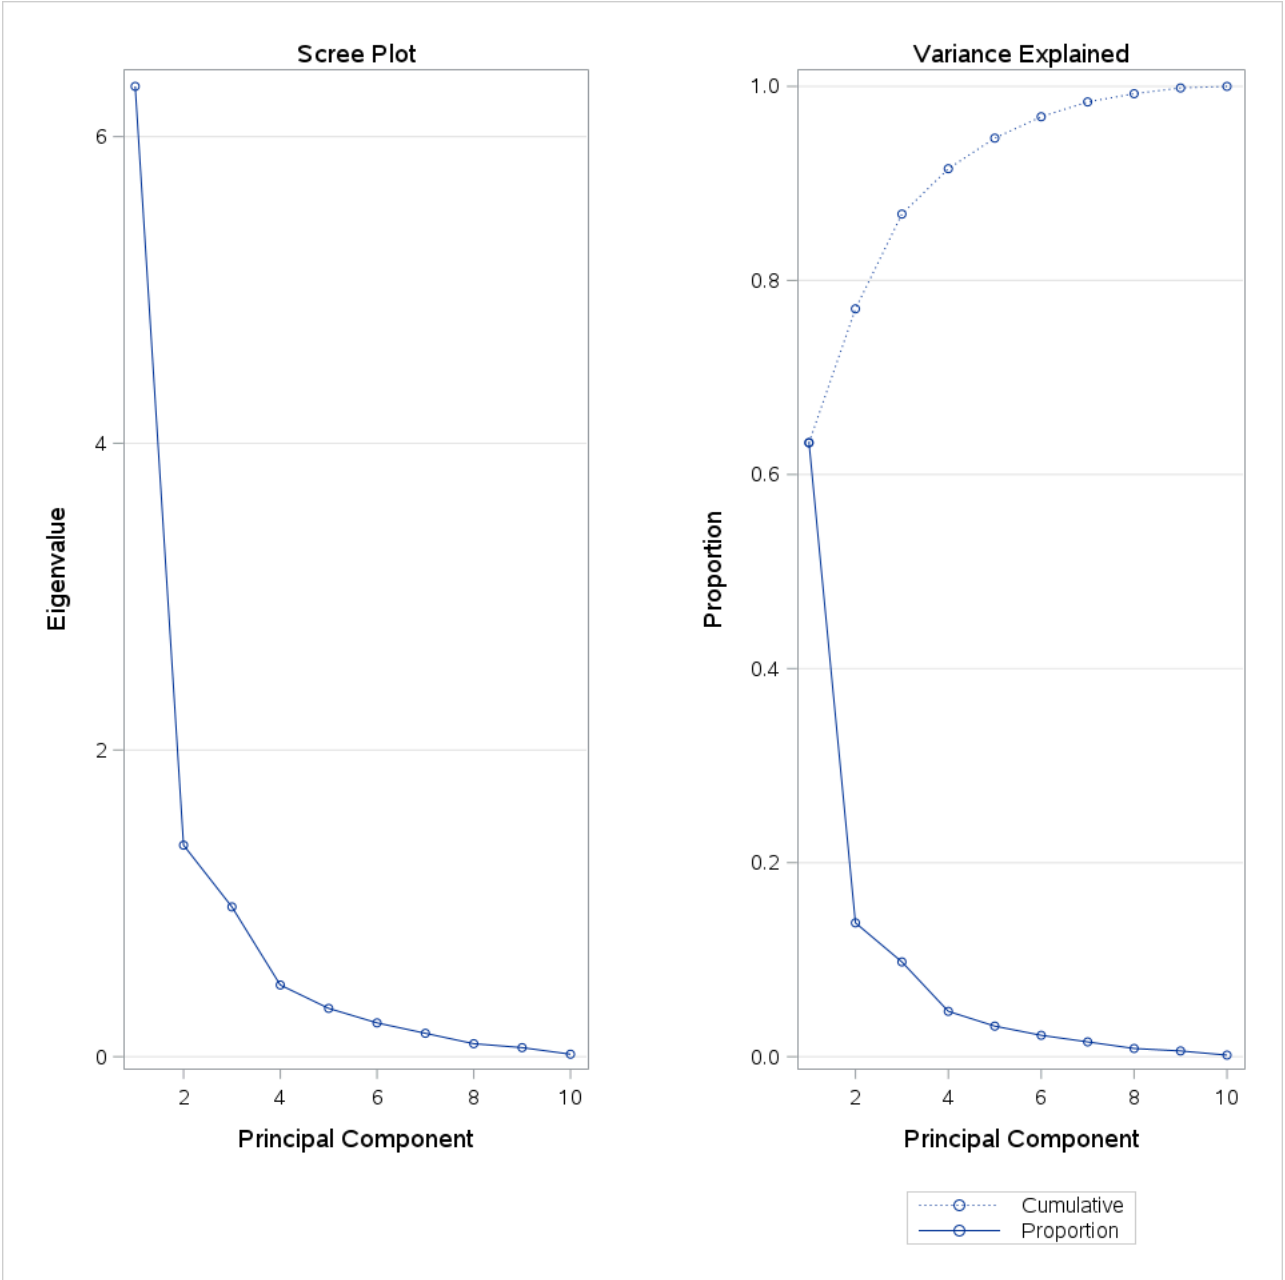 Scree Plot
6
4
2
0
Eigenvalue
2 4 6 8 10
Principal Component
Variance Explained
1.0
0.8
0.6
0.4
0.2
0.0
Proportion
2 4 6 8 10
Principal Component
Cumulative
Proportion